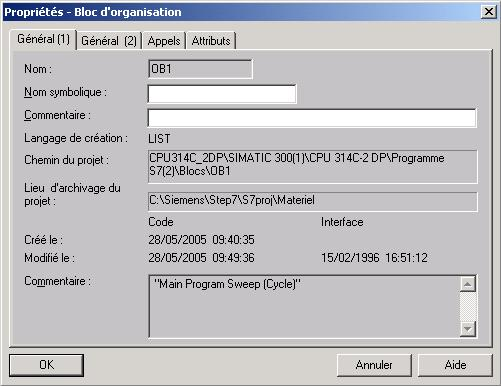 Propriétés - Bloc d'organisation
Général (1) Général (2) Appels Attributs
Nom : OB1
Nom symbolique :
Commentaire :
Langage de création : LIST
Chemin du projet : CPU314C_2DP\SIMATIC 300(1)\CPU 314C-2 DP\Programme
S7(2)\Blocs\OB1
Lieu d'archivage du
projet : C:\Siemens\Step7\S7proj\Materiel
Code Interface
Créé le : 28/05/2005 09:40:35
Modifié le : 28/05/2005 09:49:36 15/02/1996 16:51:12
Commentaire : "Main Program Sweep (Cycle)"
OK Annuler Aide